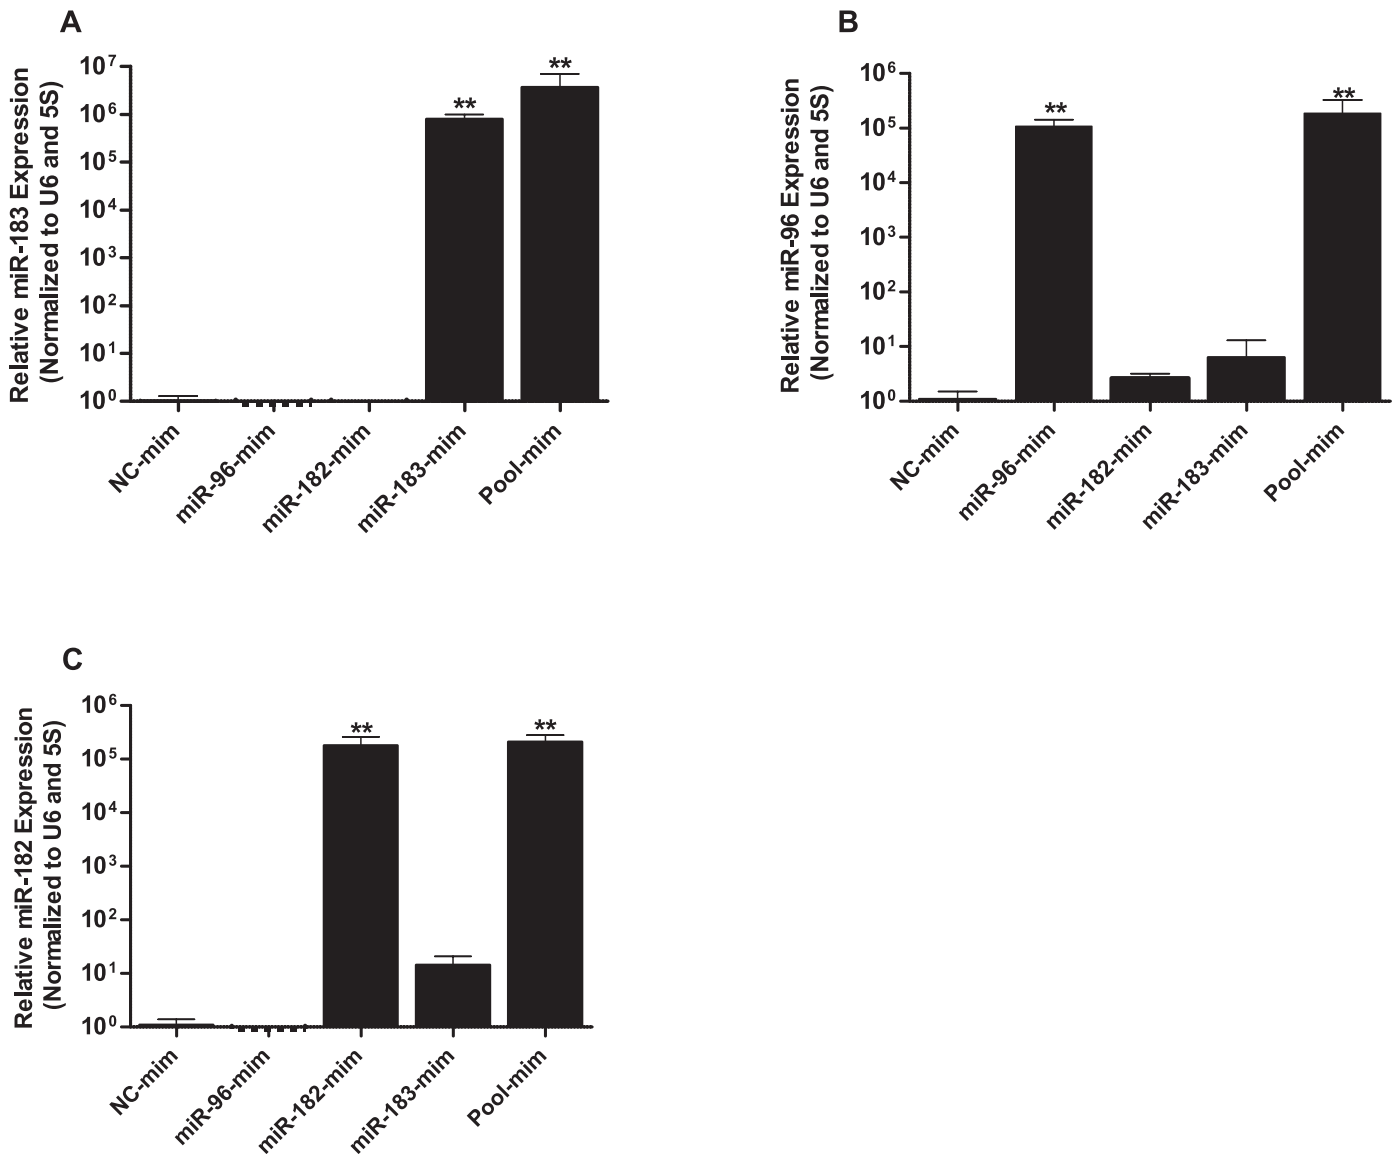 A
Relative miR-183 Expression
(Normalized to U6 and 5S)
10⁷
10⁶
10⁵
10⁴
10³
10²
10¹
10⁰
** **
NC-mim
miR-96-mim
miR-182-mim
miR-183-mim
Pool-mim
B
Relative miR-96 Expression
(Normalized to U6 and 5S)
10⁶
10⁵
10⁴
10³
10²
10¹
10⁰
** **
NC-mim
miR-96-mim
miR-182-mim
miR-183-mim
Pool-mim
C
Relative miR-182 Expression
(Normalized to U6 and 5S)
10⁶
10⁵
10⁴
10³
10²
10¹
10⁰
** **
NC-mim
miR-96-mim
miR-182-mim
miR-183-mim
Pool-mim